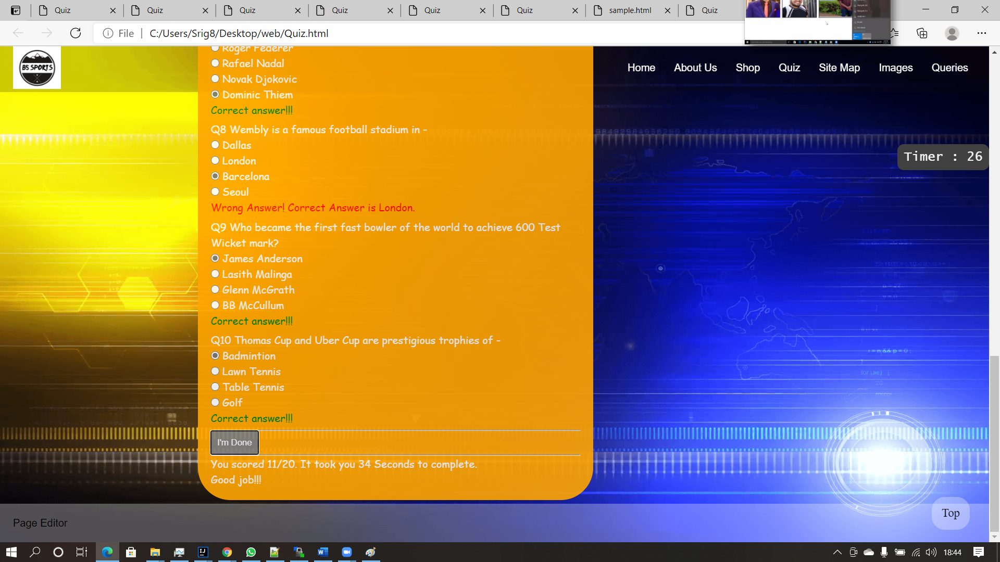 Quiz
Quiz
Quiz
Quiz
Quiz
Quiz
sample.html
Quiz
File
C:/Users/Srig8/Desktop/web/Quiz.html
BS SPORTS
Home
About Us
Shop
Quiz
Site Map
Images
Queries
Roger Federer
Rafael Nadal
Novak Djokovic
Dominic Thiem
Correct answer!!!
Q8 Wembly is a famous football stadium in -
Dallas
London
Barcelona
Seoul
Wrong Answer! Correct Answer is London.
Q9 Who became the first fast bowler of the world to achieve 600 Test
Wicket mark?
James Anderson
Lasith Malinga
Glenn McGrath
BB McCullum
Correct answer!!!
Q10 Thomas Cup and Uber Cup are prestigious trophies of -
Badmintion
Lawn Tennis
Table Tennis
Golf
Correct answer!!!
I'm Done
You scored 11/20. It took you 34 Seconds to complete.
Good job!!!
Timer : 26
Top
Page Editor
18:44